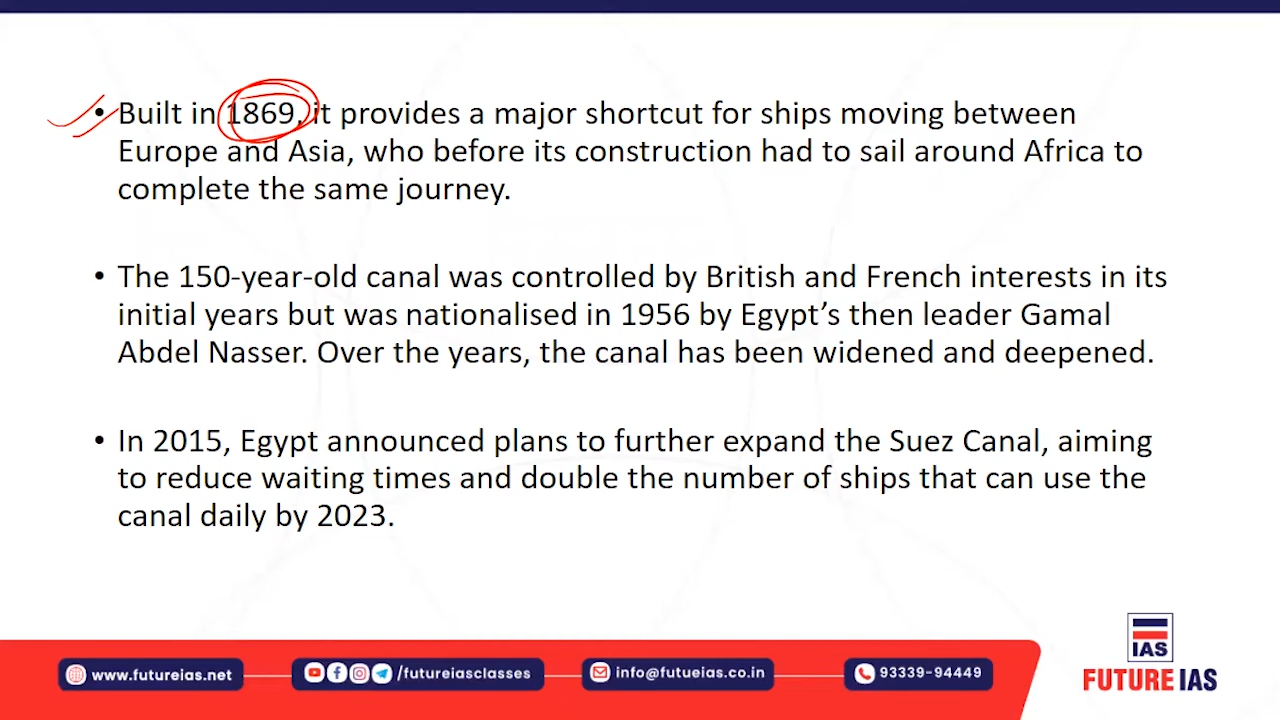 • Built in 1869, it provides a major shortcut for ships moving between
Europe and Asia, who before its construction had to sail around Africa to
complete the same journey.
• The 150-year-old canal was controlled by British and French interests in its
initial years but was nationalised in 1956 by Egypt’s then leader Gamal
Abdel Nasser. Over the years, the canal has been widened and deepened.
• In 2015, Egypt announced plans to further expand the Suez Canal, aiming
to reduce waiting times and double the number of ships that can use the
canal daily by 2023.
IAS
www.futureias.net
/futureiasclasses
info@futueias.co.in
93339-94449
FUTURE IAS